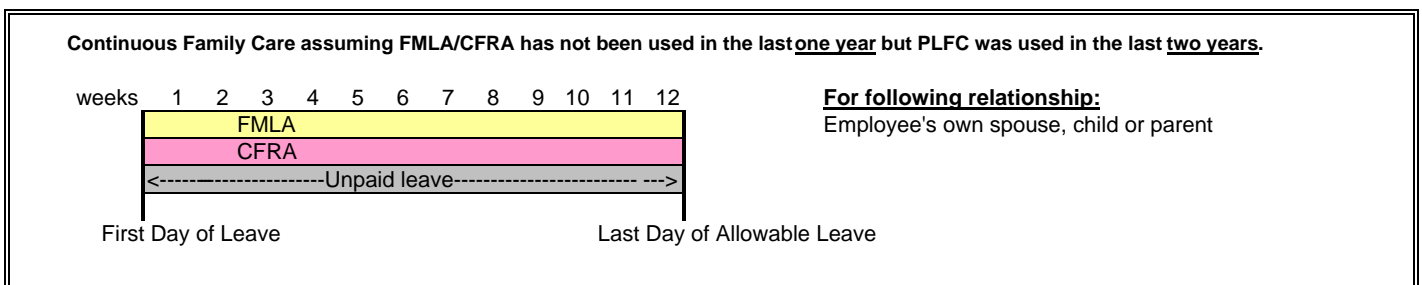 Continuous Family Care assuming FMLA/CFRA has not been used in the last one year but PLFC was used in the last two years.
weeks 1 2 3 4 5 6 7 8 9 10 11 12
For following relationship:
FMLA
Employee's own spouse, child or parent
CFRA
<-----------------------Unpaid leave-------------------------- --->
First Day of Leave
Last Day of Allowable Leave